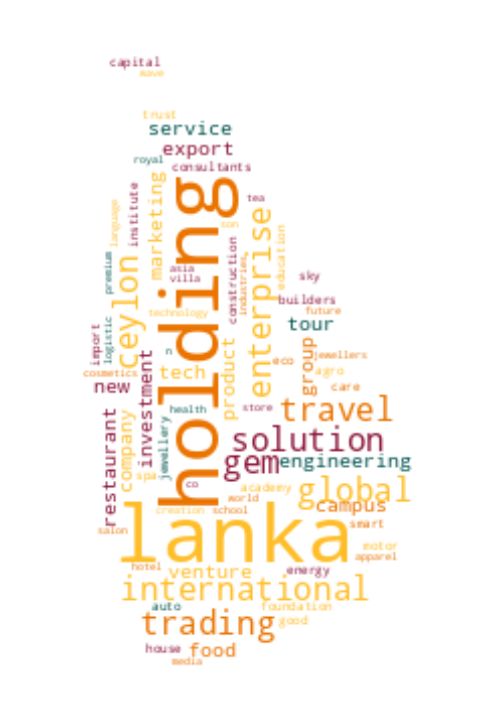 capital
move
trust
service
export
royal
consultants
holding
marketing
institute
language
tea
son
enterprise
education
construction
industries
asia
villa
ceylon
premium
sky
builders
future
technology
tour
logistic
import
n
product
group
jewellers
eco
agro
tech
cosmetics
new
investment
care
health
store
travel
restaurant
company
jewellery
solution
gem
engineering
spa
co
academy
global
world
campus
creation
school
lanka
smart
salon
motor
apparel
hotel
venture
energy
international
auto
foundation
trading
good
house
food
media